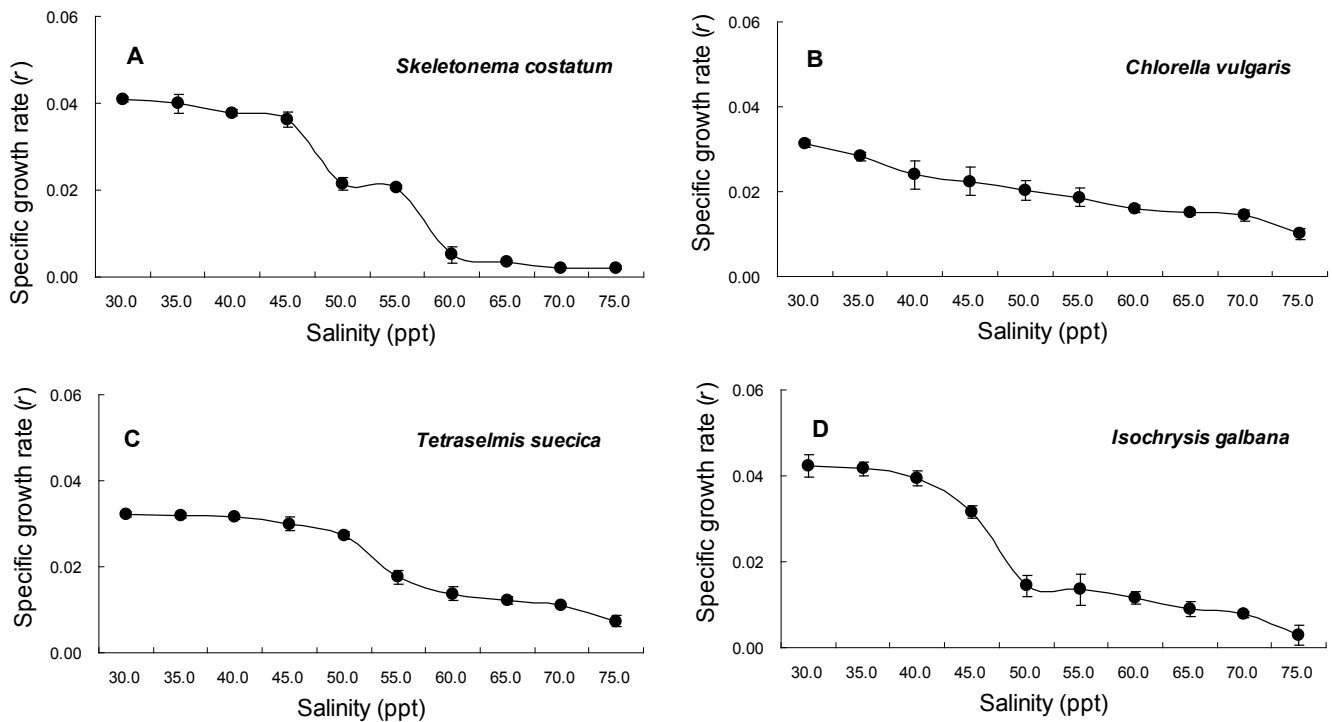 A
Skeletonema costatum
Specific growth rate (r)
0.06
0.04
0.02
0.00
30.0 35.0 40.0 45.0 50.0 55.0 60.0 65.0 70.0 75.0
Salinity (ppt)
B
Chlorella vulgaris
Specific growth rate (r)
0.06
0.04
0.02
0.00
30.0 35.0 40.0 45.0 50.0 55.0 60.0 65.0 70.0 75.0
Salinity (ppt)
C
Tetraselmis suecica
Specific growth rate (r)
0.06
0.04
0.02
0.00
30.0 35.0 40.0 45.0 50.0 55.0 60.0 65.0 70.0 75.0
Salinity (ppt)
D
Isochrysis galbana
Specific growth rate (r)
0.06
0.04
0.02
0.00
30.0 35.0 40.0 45.0 50.0 55.0 60.0 65.0 70.0 75.0
Salinity (ppt)